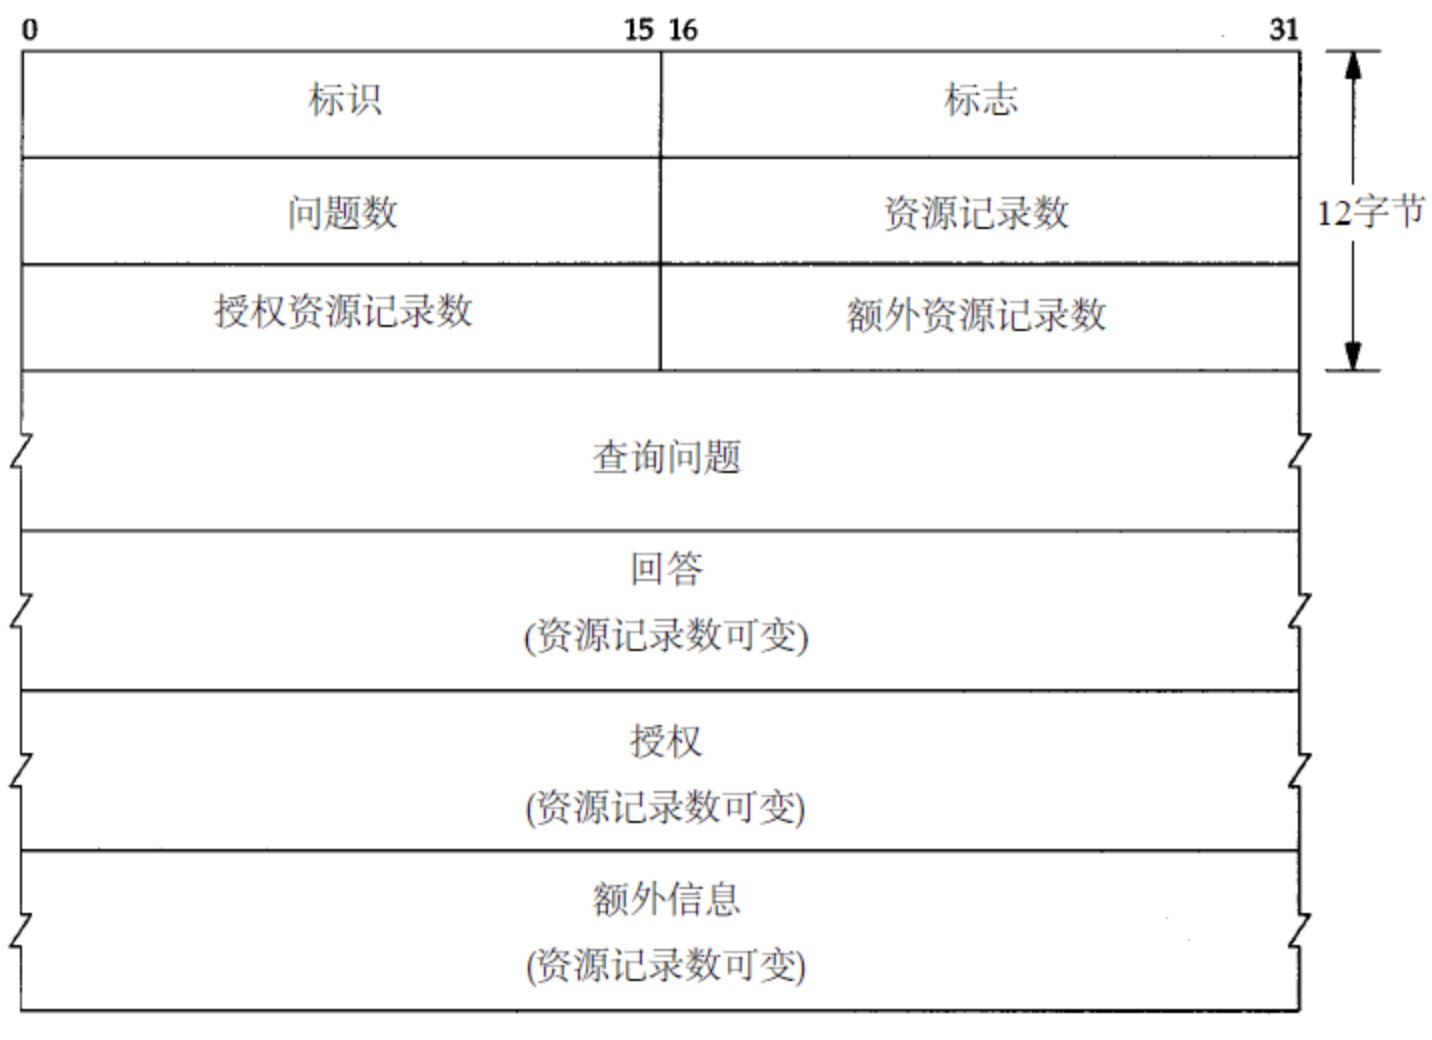 0 15 16 31
标识 标志
问题数 资源记录数 12字节
授权资源记录数 额外资源记录数
查询问题
回答
(资源记录数可变)
授权
(资源记录数可变)
额外信息
(资源记录数可变)